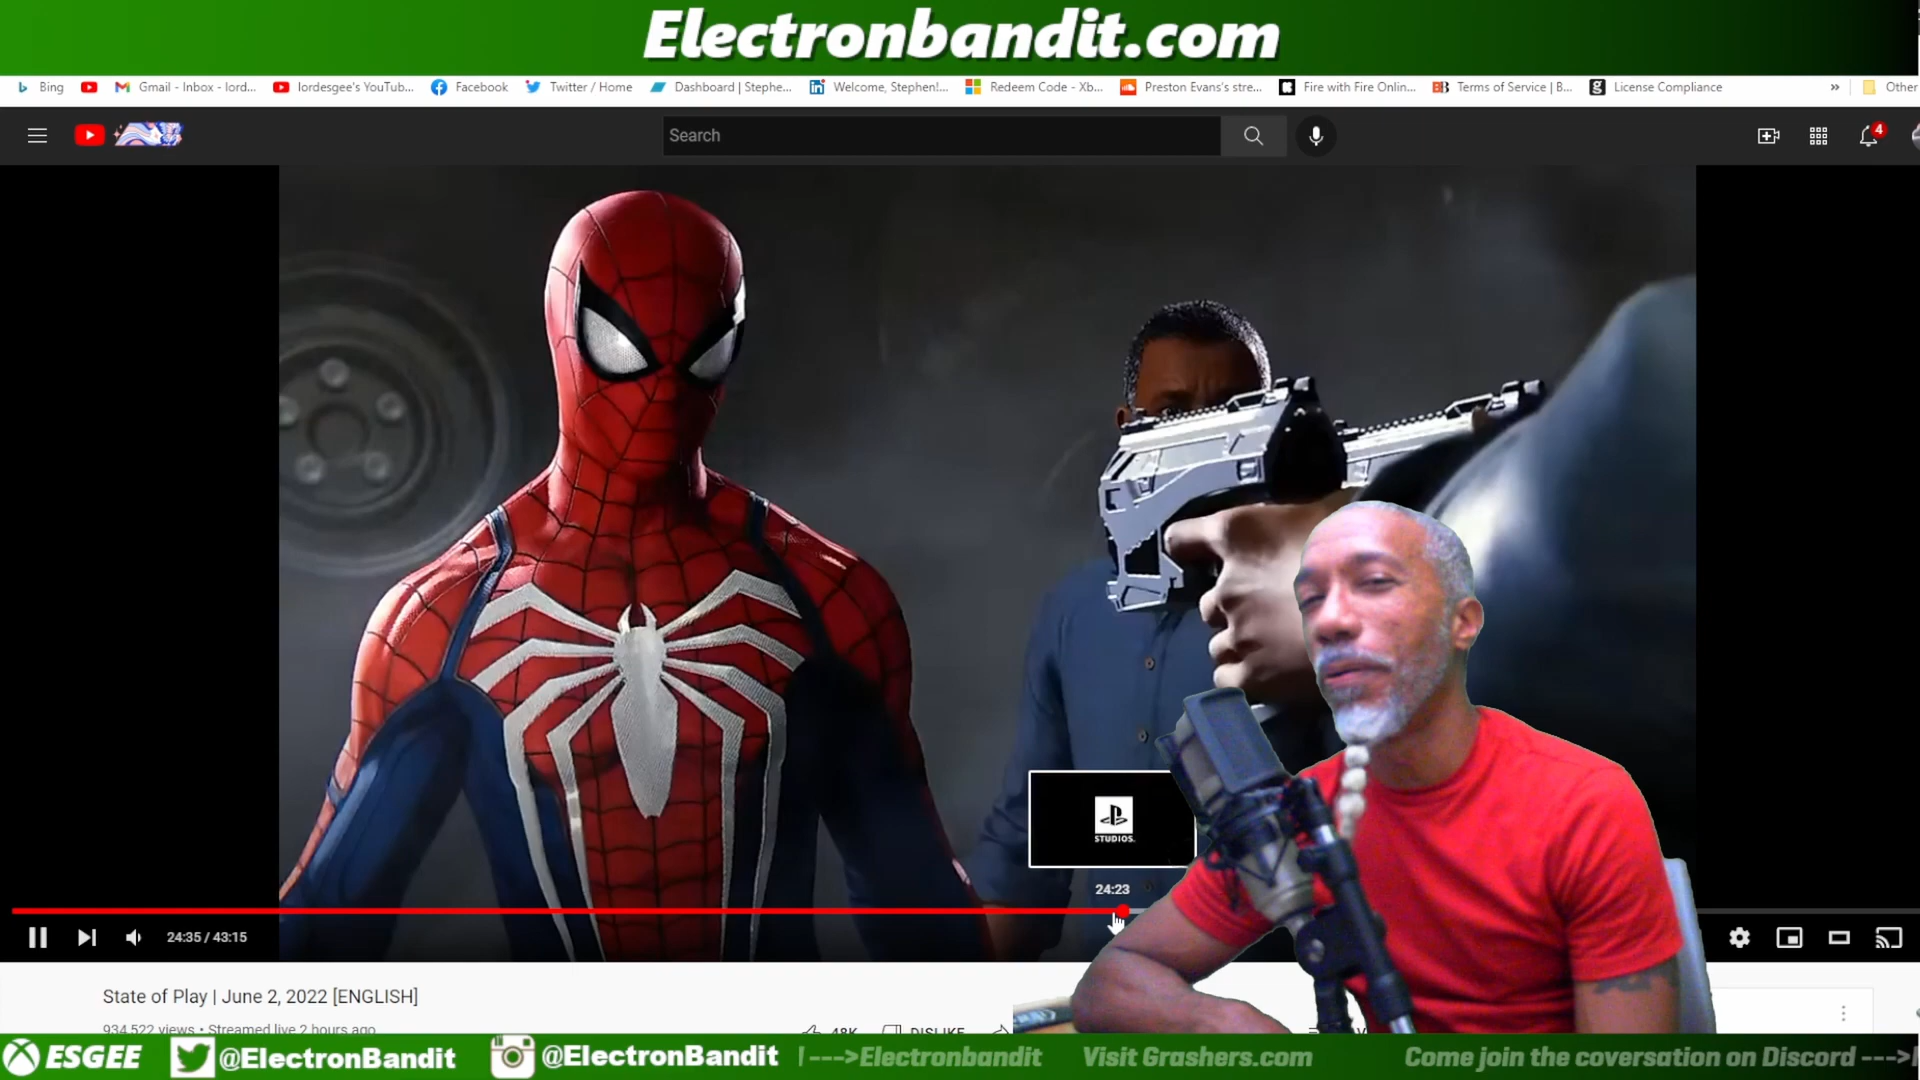 Electronbandit.com
Bing
Gmail - Inbox - lord...
lordesgee's YouTub...
Facebook
Twitter / Home
Dashboard | Stephe...
Welcome, Stephen!...
Redeem Code - Xb...
Preston Evans's stre...
Fire with Fire Onlin...
Terms of Service | B...
License Compliance
»
Other
Search
4
STUDIOS
24:23
24:35 / 43:15
State of Play | June 2, 2022 [ENGLISH]
934,522 views • Streamed live 2 hours ago
48K
DISLIKE
ESGEE
@ElectronBandit
@ElectronBandit
--->Electronbandit
Visit Grashers.com
Come join the coversation on Discord --->